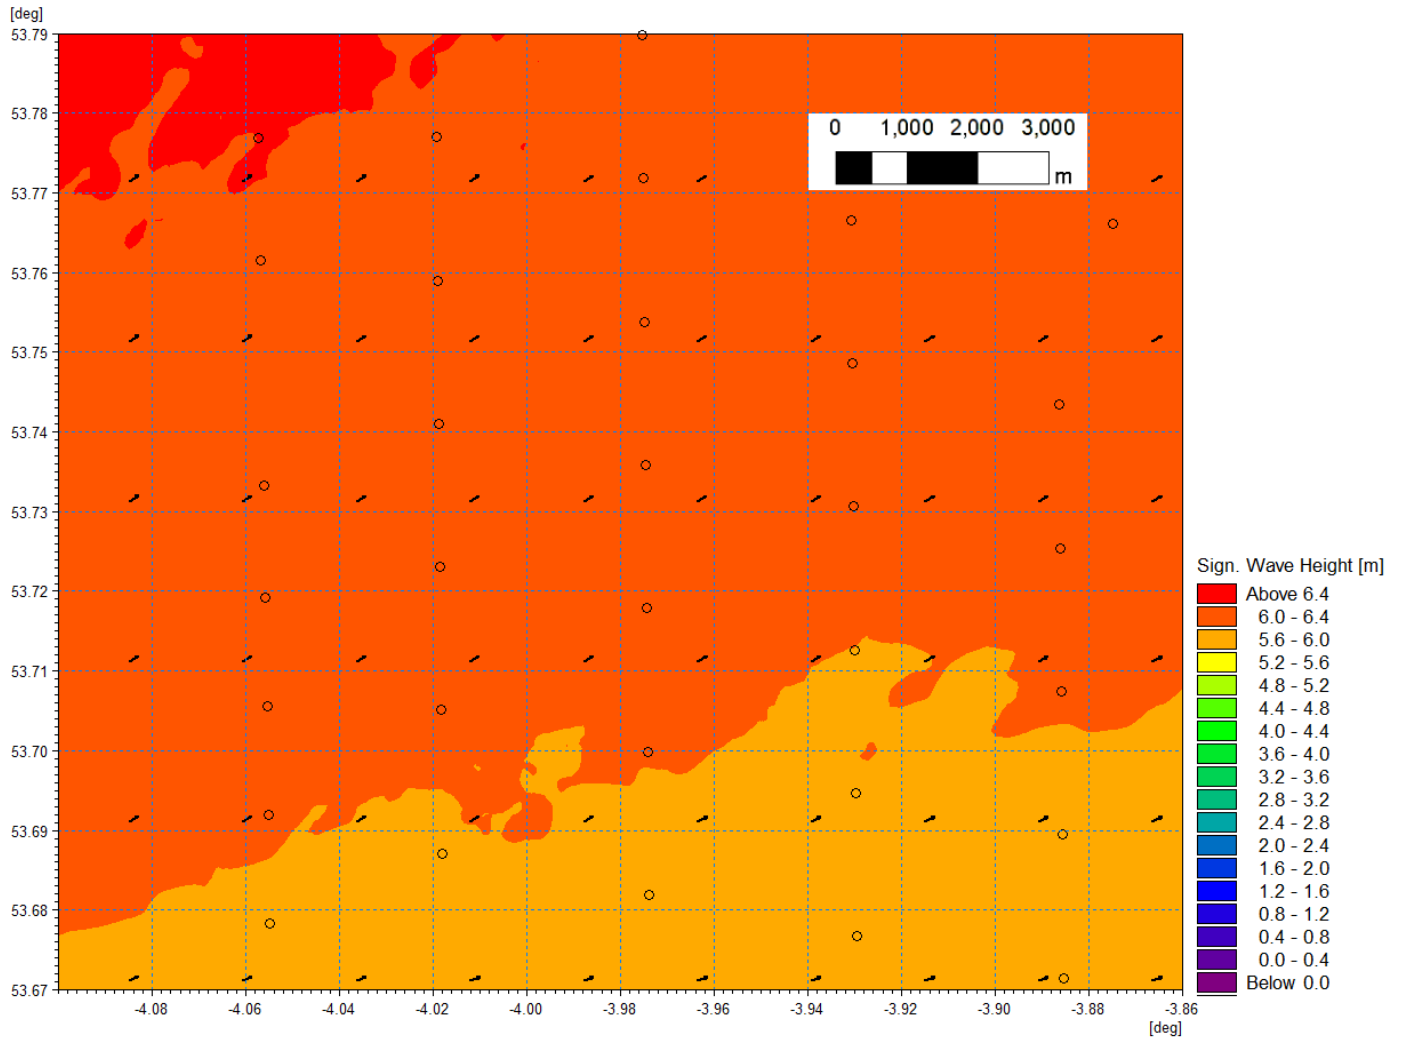 [deg]
53.79
53.78
53.77
53.76
53.75
53.74
53.73
53.72
53.71
53.70
53.69
53.68
53.67
0 1,000 2,000 3,000
m
-4.08 -4.06 -4.04 -4.02 -4.00 -3.98 -3.96 -3.94 -3.92 -3.90 -3.88 -3.86
[deg]
Sign. Wave Height [m]
Above 6.4
6.0 - 6.4
5.6 - 6.0
5.2 - 5.6
4.8 - 5.2
4.4 - 4.8
4.0 - 4.4
3.6 - 4.0
3.2 - 3.6
2.8 - 3.2
2.4 - 2.8
2.0 - 2.4
1.6 - 2.0
1.2 - 1.6
0.8 - 1.2
0.4 - 0.8
0.0 - 0.4
Below 0.0